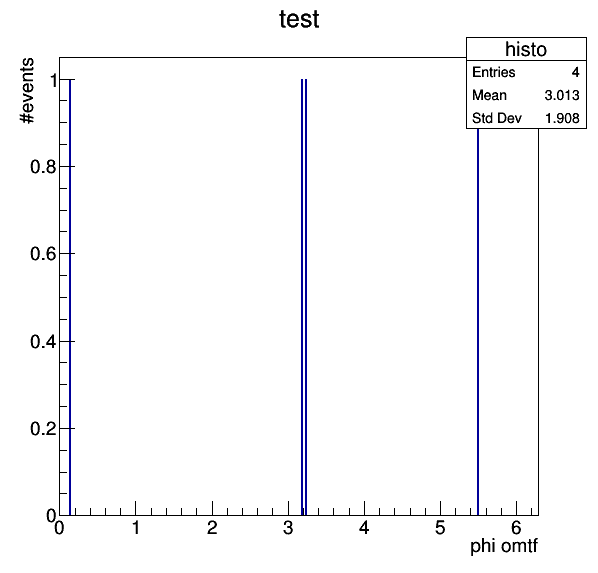 test
histo
Entries 4
Mean 3.013
Std Dev 1.908
#events
1
0.8
0.6
0.4
0.2
0
0 1 2 3 4 5 6
phi omtf